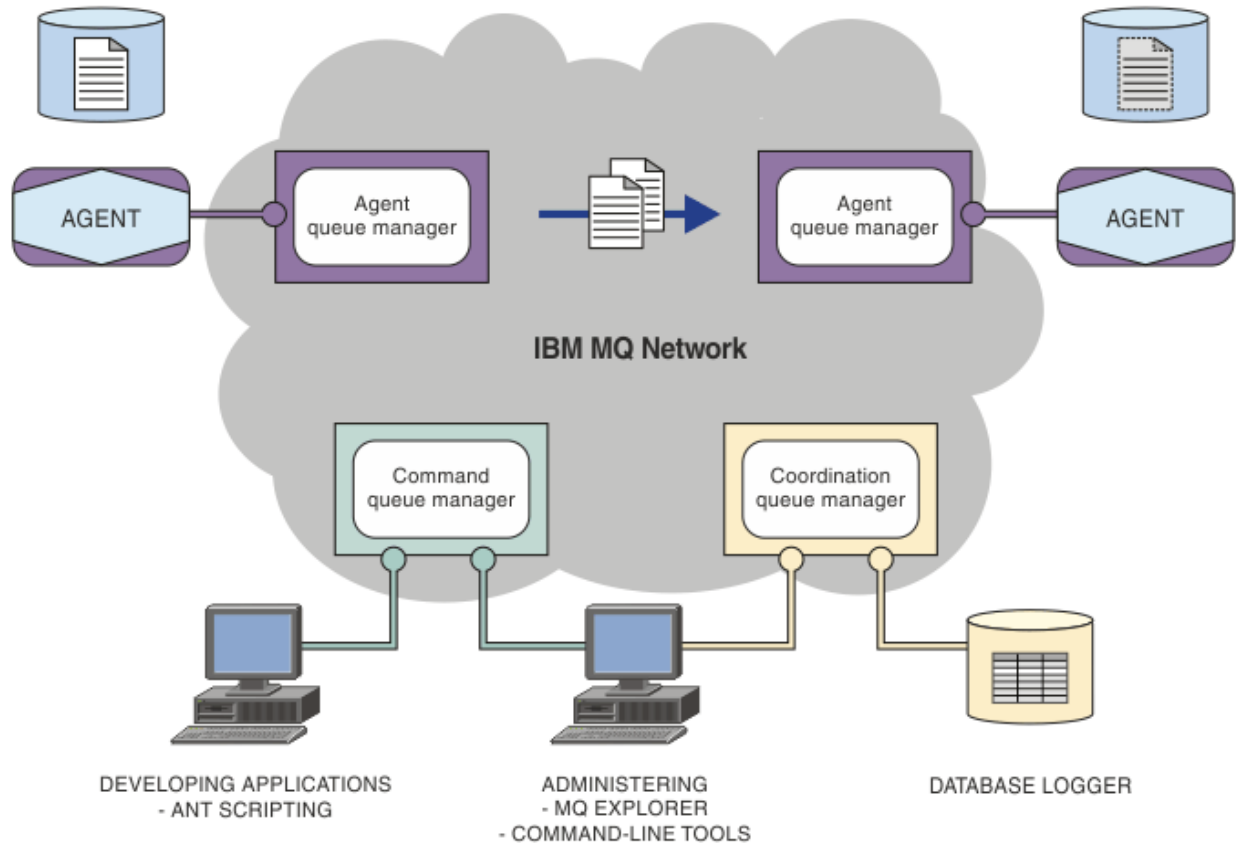 AGENT
Agent
queue manager
Agent
queue manager
AGENT
IBM MQ Network
Command
queue manager
Coordination
queue manager
DEVELOPING APPLICATIONS
- ANT SCRIPTING
ADMINISTERING
- MQ EXPLORER
- COMMAND-LINE TOOLS
DATABASE LOGGER